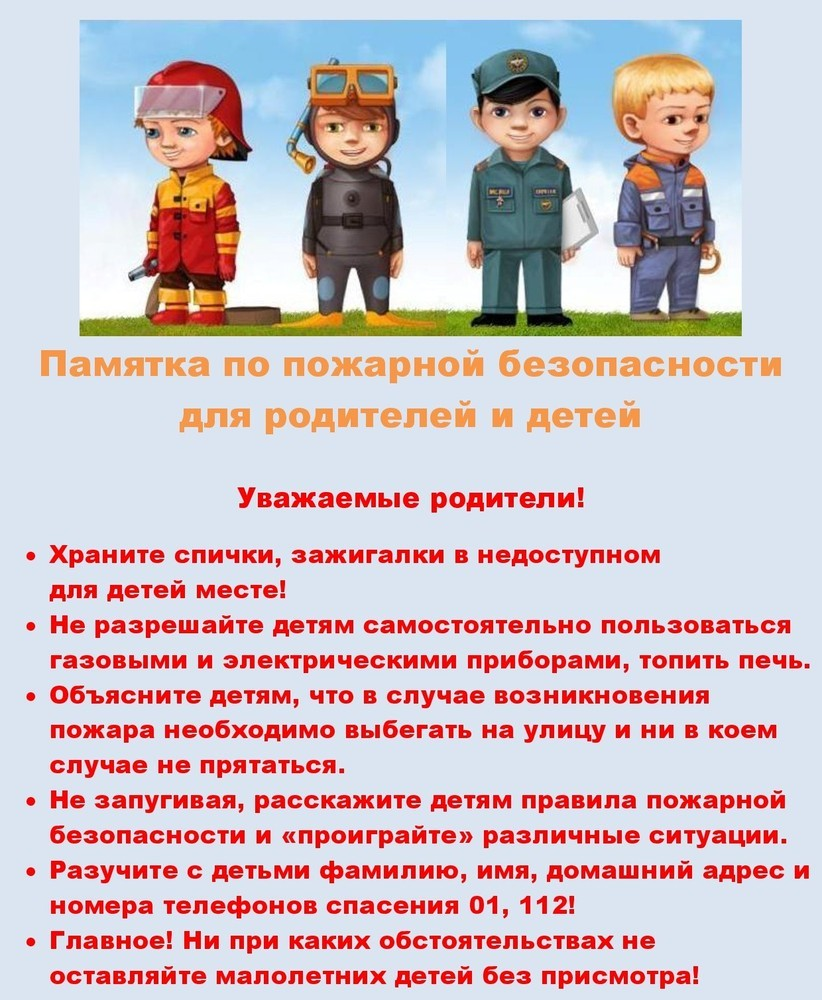 Памятка по пожарной безопасности
для родителей и детей
Уважаемые родители!
• Храните спички, зажигалки в недоступном
для детей месте!
• Не разрешайте детям самостоятельно пользоваться
газовыми и электрическими приборами, топить печь.
• Объясните детям, что в случае возникновения
пожара необходимо выбегать на улицу и ни в коем
случае не прятаться.
• Не запугивая, расскажите детям правила пожарной
безопасности и «проиграйте» различные ситуации.
• Разучите с детьми фамилию, имя, домашний адрес и
номера телефонов спасения 01, 112!
• Главное! Ни при каких обстоятельствах не
оставляйте малолетних детей без присмотра!